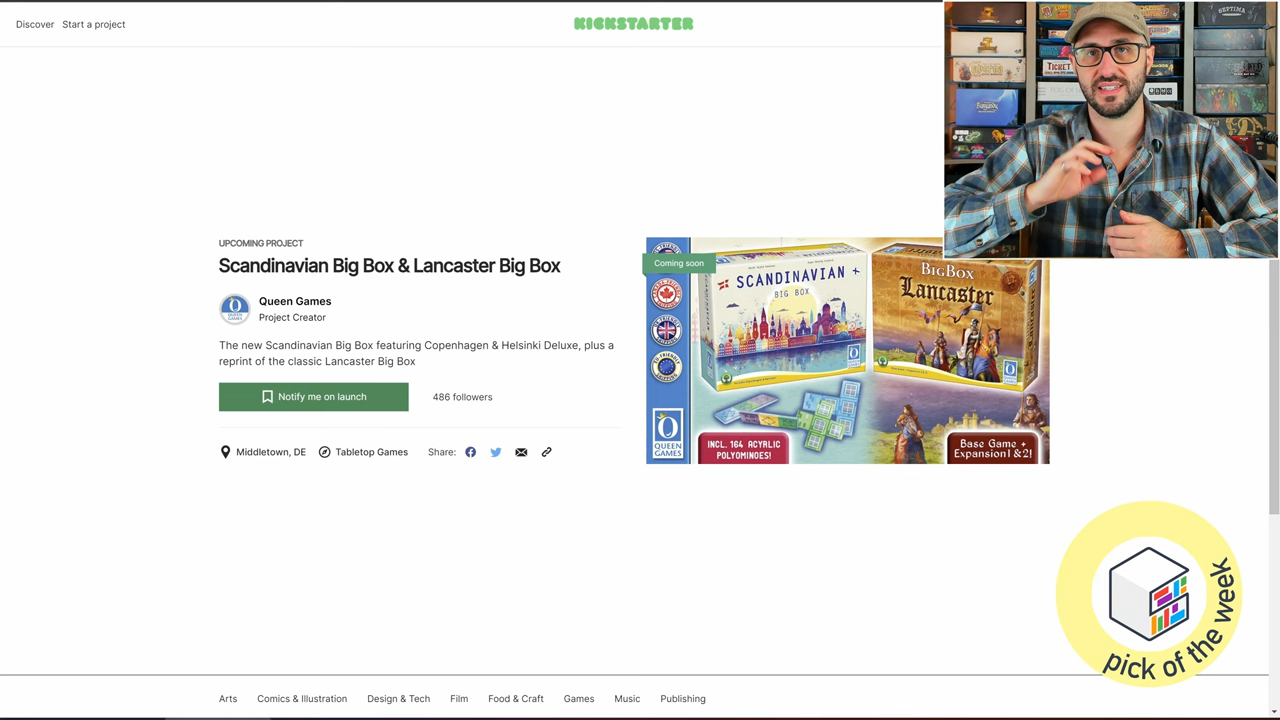 Discover Start a project
KICKSTARTER
SEPTIMA
TICKET
UPCOMING PROJECT
Scandinavian Big Box & Lancaster Big Box
Queen Games
Project Creator
The new Scandinavian Big Box featuring Copenhagen & Helsinki Deluxe, plus a
reprint of the classic Lancaster Big Box
Notify me on launch
486 followers
Middletown, DE
Tabletop Games
Share:
Coming soon
SCANDINAVIAN
BIG BOX
BIG BOX
Lancaster
QUEEN
GAMES
INCL. 164 ACYRLIC
POLYOMINOES!
Base Game +
Expansion 1 & 2!
pick of the week
Arts Comics & Illustration Design & Tech Film Food & Craft Games Music Publishing